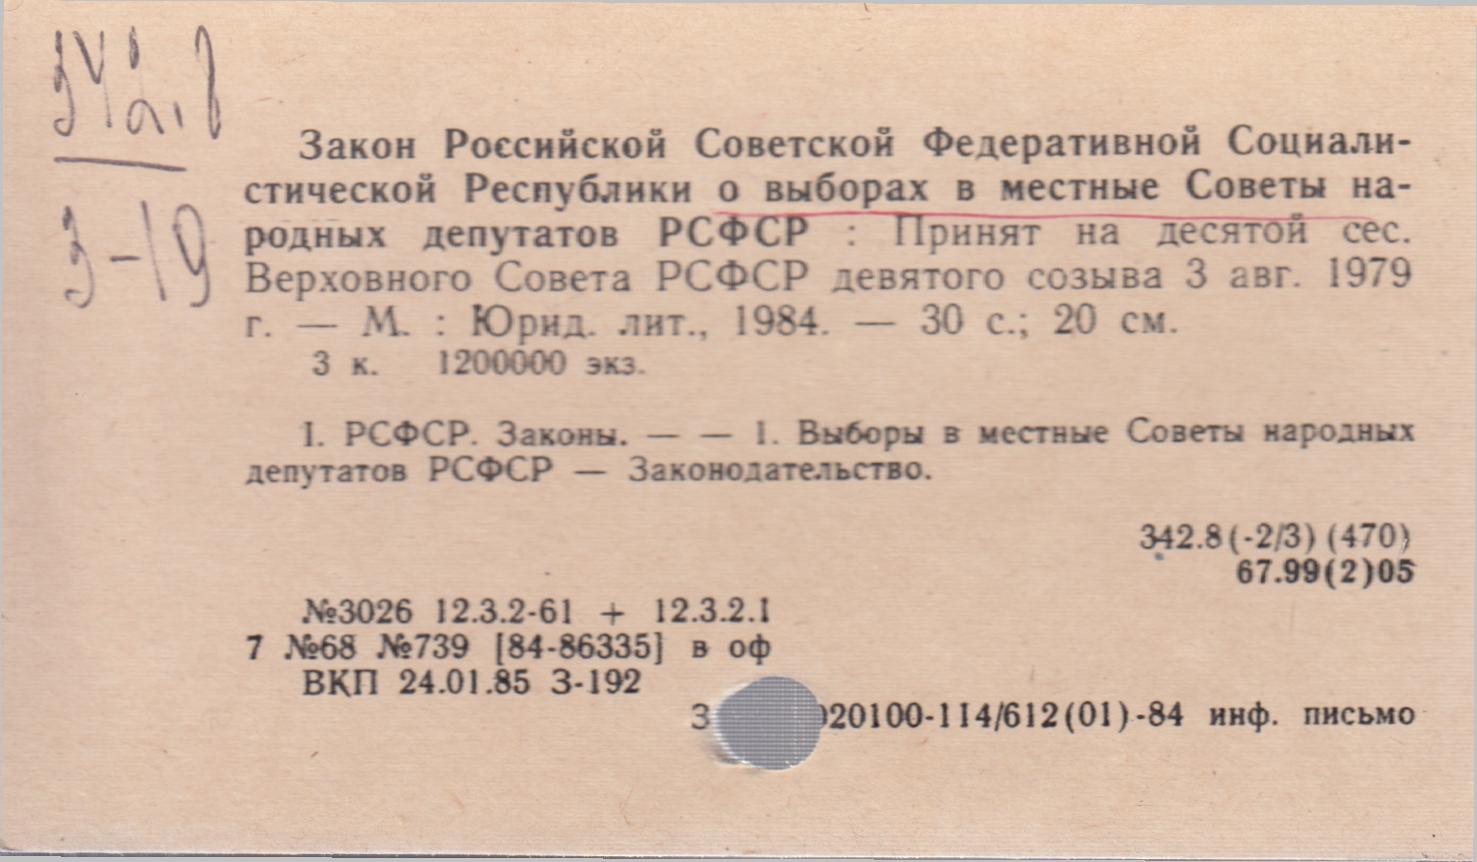 342.8
З-19
Закон Российской Советской Федеративной Социали-
стической Республики о выборах в местные Советы на-
родных депутатов РСФСР : Принят на десятой сес.
Верховного Совета РСФСР девятого созыва 3 авг. 1979
г. — М. : Юрид. лит., 1984. — 30 с.; 20 см.
3 к. 1200000 экз.
1. РСФСР. Законы. — — 1. Выборы в местные Советы народных
депутатов РСФСР — Законодательство.
342.8(-2/3) (470)
67.99(2)05
№3026 12.3.2-61 + 12.3.2.1
7 №68 №739 [84-86335] в оф
ВКП 24.01.85 З-192
020100-114/612(01)-84 инф. письмо